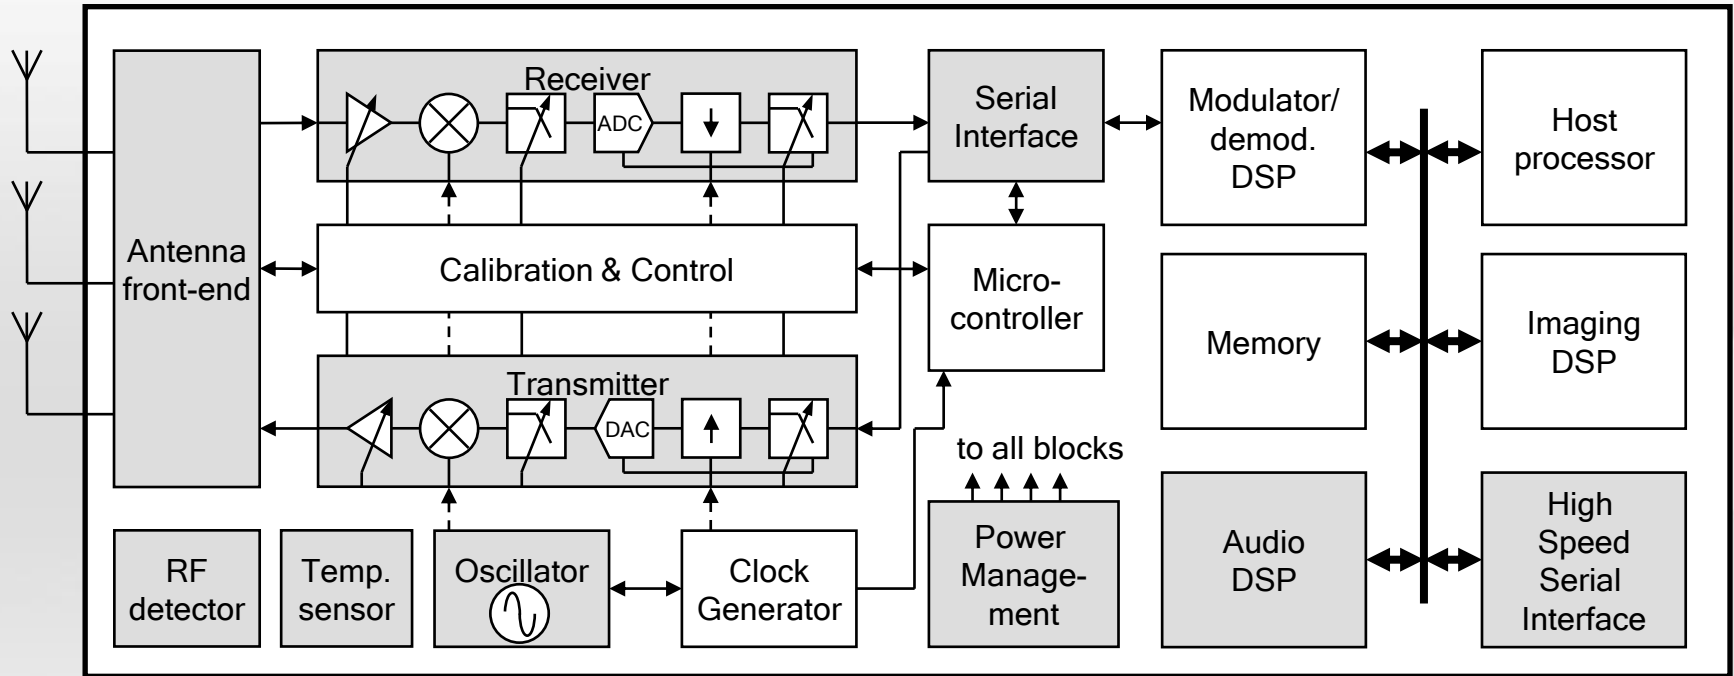 Receiver
ADC
Serial
Interface
Modulator/
demod.
DSP
Host
processor
Antenna
front-end
Calibration & Control
Micro-
controller
Memory
Imaging
DSP
Transmitter
DAC
to all blocks
RF
detector
Temp.
sensor
Oscillator
Clock
Generator
Power
Manage-
ment
Audio
DSP
High
Speed
Serial
Interface